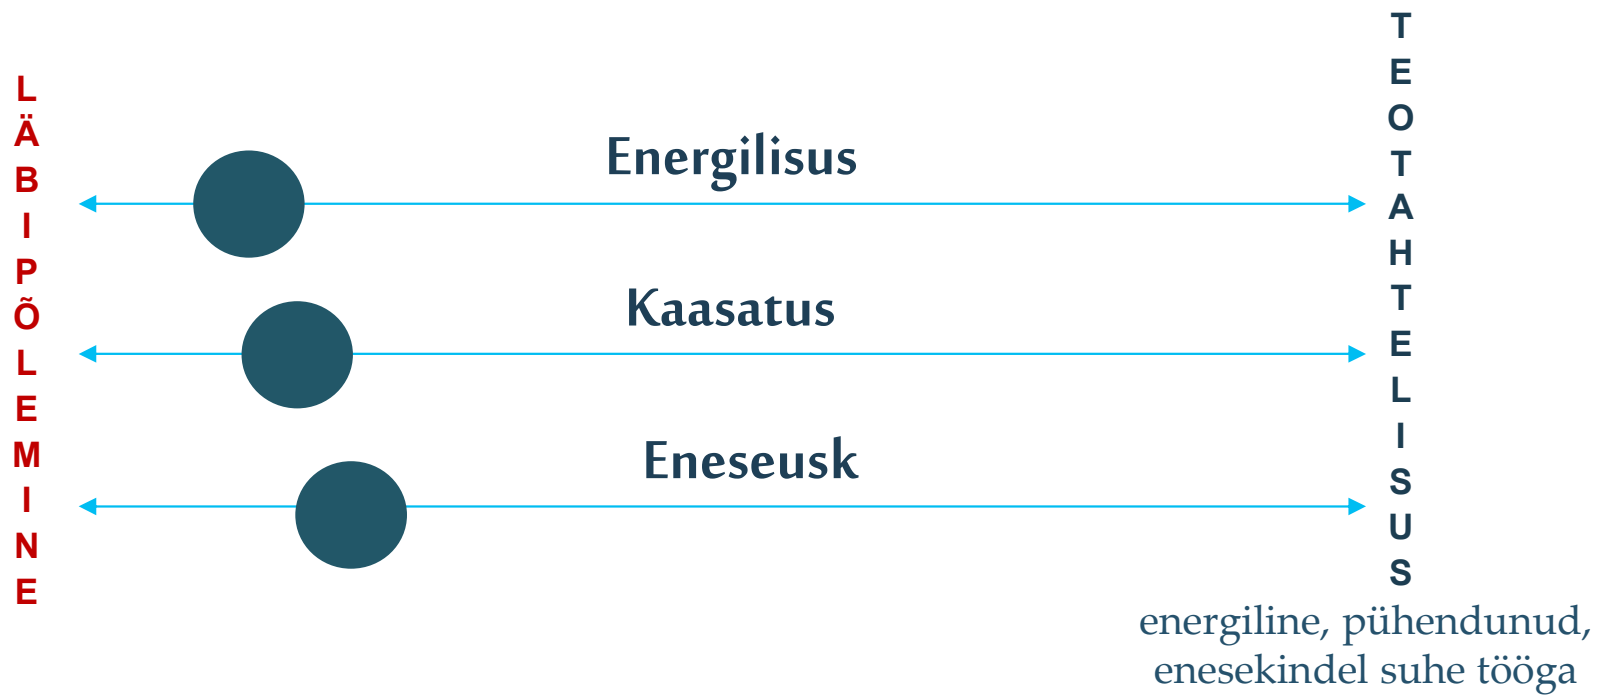 LÄBIPÕLEMINE
Energilisus
Kaasatus
Eneseusk
TEOTAHTELISUS
energiline, pühendunud,
enesekindel suhe tööga